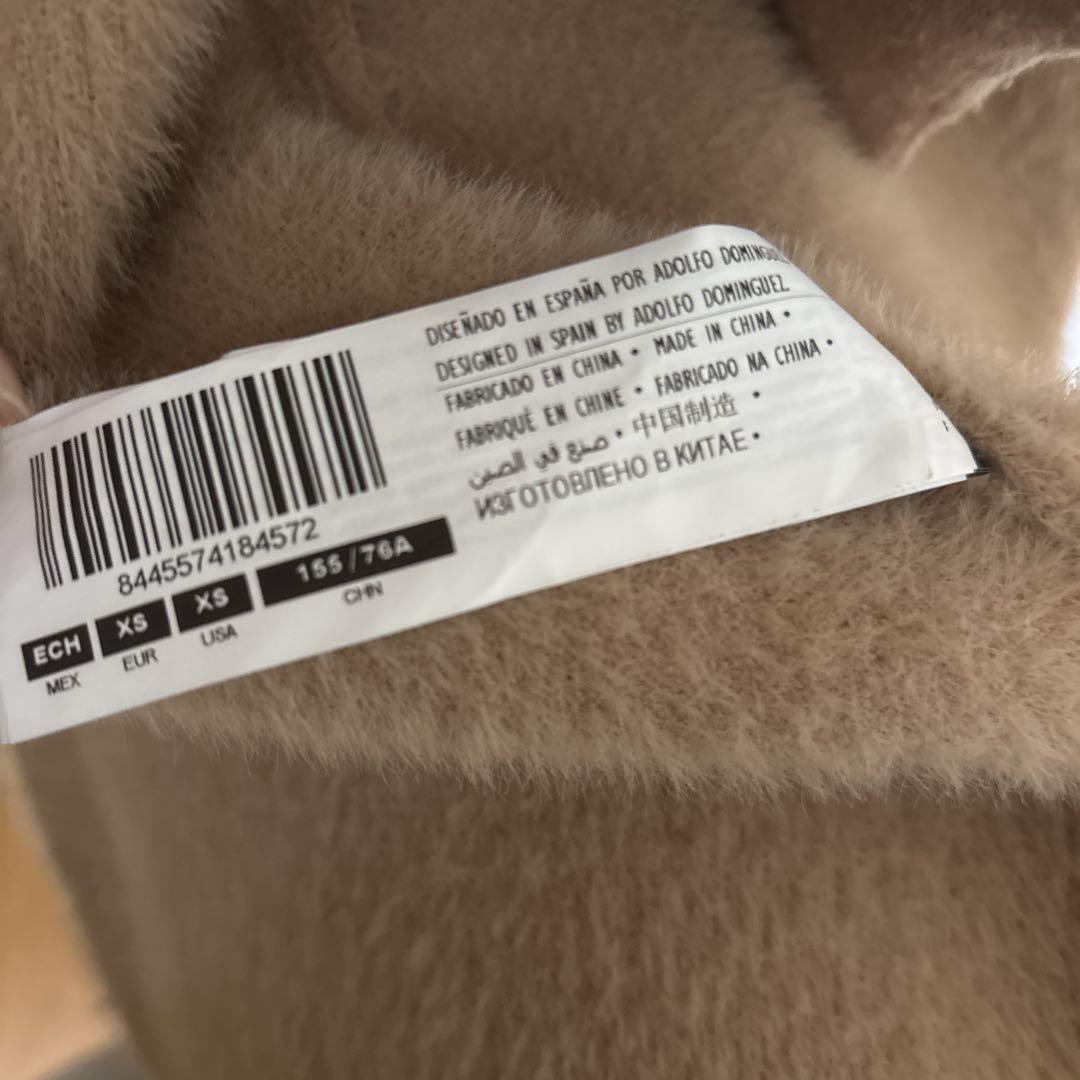 DISEÑADO EN ESPAÑA POR ADOLFO DOMINGUEZ
DESIGNED IN SPAIN BY ADOLFO DOMINGUEZ
FABRICADO EN CHINA • MADE IN CHINA •
FABRIQUÉ EN CHINE • FABRICADO NA CHINA •
صنع في الصين • 中国制造 •
ИЗГОТОВЛЕНО В КИТАЕ •
8445574184572
ECH XS XS 155/76A
MEX EUR USA CHN